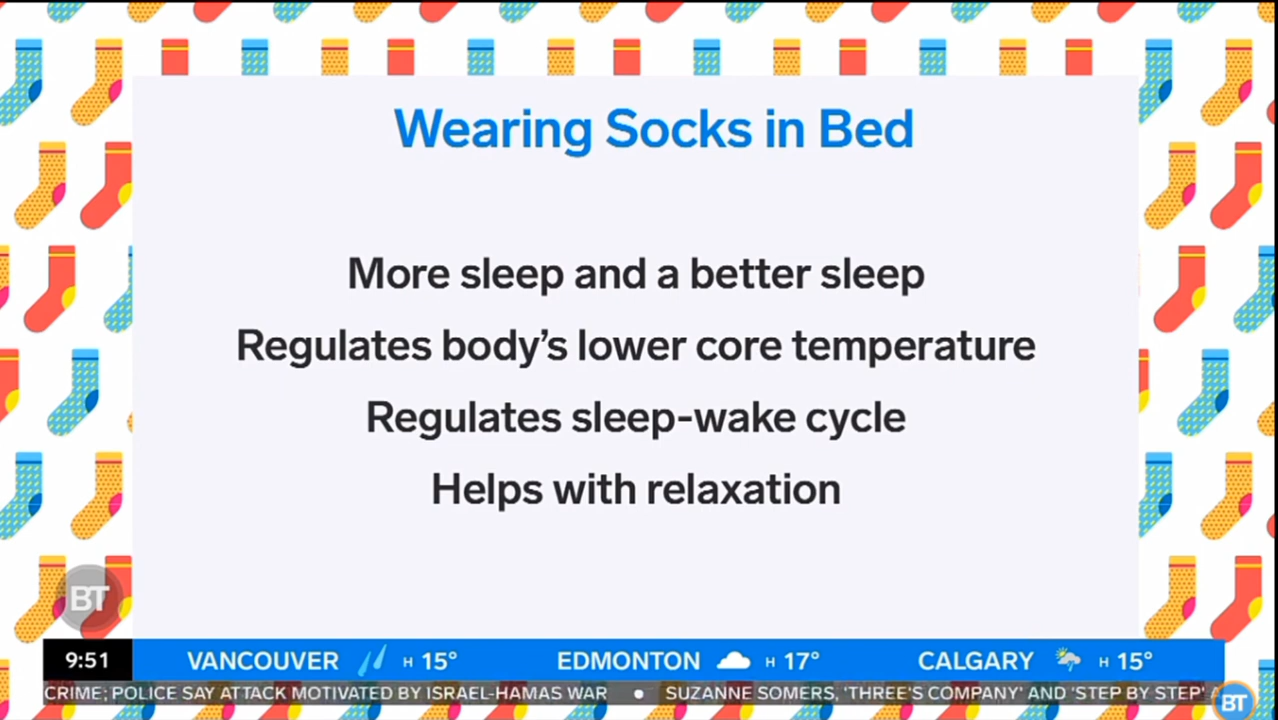 Wearing Socks in Bed
More sleep and a better sleep
Regulates body’s lower core temperature
Regulates sleep-wake cycle
Helps with relaxation
BT
9:51 VANCOUVER H 15° EDMONTON H 17° CALGARY H 15°
CRIME; POLICE SAY ATTACK MOTIVATED BY ISRAEL-HAMAS WAR ● SUZANNE SOMERS, 'THREE'S COMPANY' AND 'STEP BY STEP'
BT